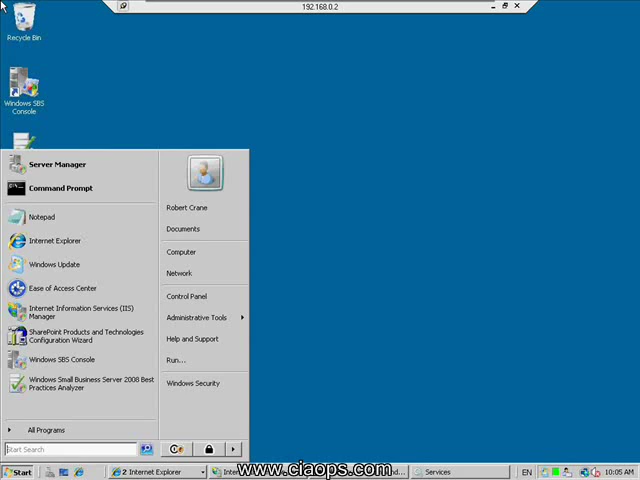 192.168.0.2
Recycle Bin
Windows SBS
Console
Server Manager
Command Prompt
Notepad
Internet Explorer
Windows Update
Ease of Access Center
Internet Information Services (IIS)
Manager
SharePoint Products and Technologies
Configuration Wizard
Windows SBS Console
Windows Small Business Server 2008 Best
Practices Analyzer
All Programs
Start Search
Robert Crane
Documents
Computer
Network
Control Panel
Administrative Tools
Help and Support
Run...
Windows Security
Start
2 Internet Explorer
www.ciaops.com
Services
EN
10:05 AM